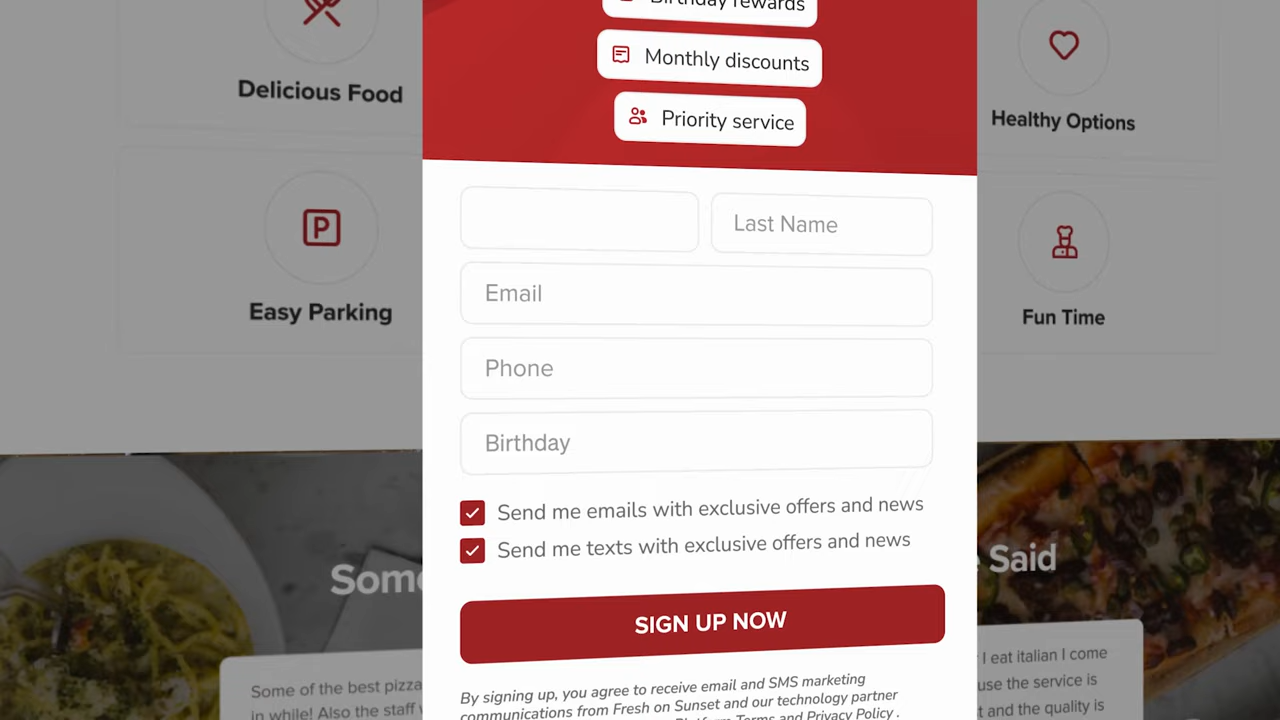 Birthday rewards
Monthly discounts
Priority service
Delicious Food
Healthy Options
Easy Parking
Fun Time
Last Name
Email
Phone
Birthday
Send me emails with exclusive offers and news
Send me texts with exclusive offers and news
SIGN UP NOW
By signing up, you agree to receive email and SMS marketing
communications from Fresh on Sunset and our technology partner
Platform Terms and Privacy Policy .
Some
Said
Some of the best pizza
in while! Also the staff
I eat italian I come
use the service is
t and the quality is